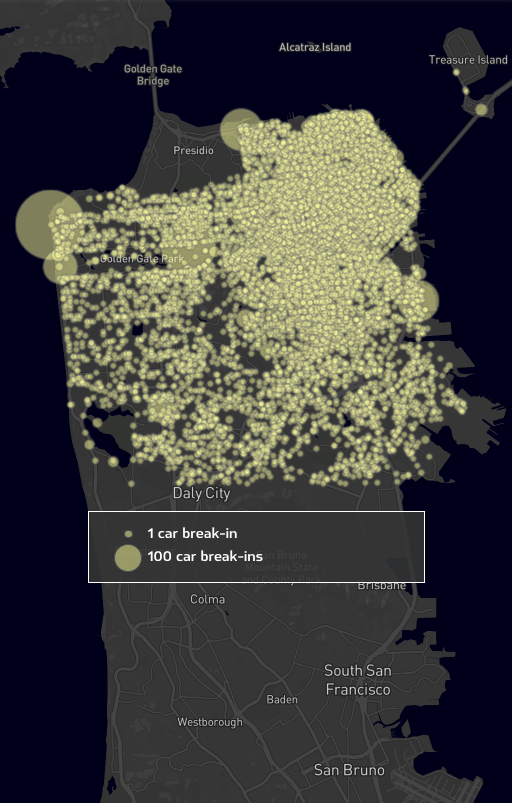 Alcatraz Island
Treasure Island
Golden Gate
Bridge
Presidio
Golden Gate Park
Daly City
1 car break-in
100 car break-ins
San Bruno
Mountain State
and County Park
Brisbane
Colma
South San
Francisco
Baden
Westborough
San Bruno